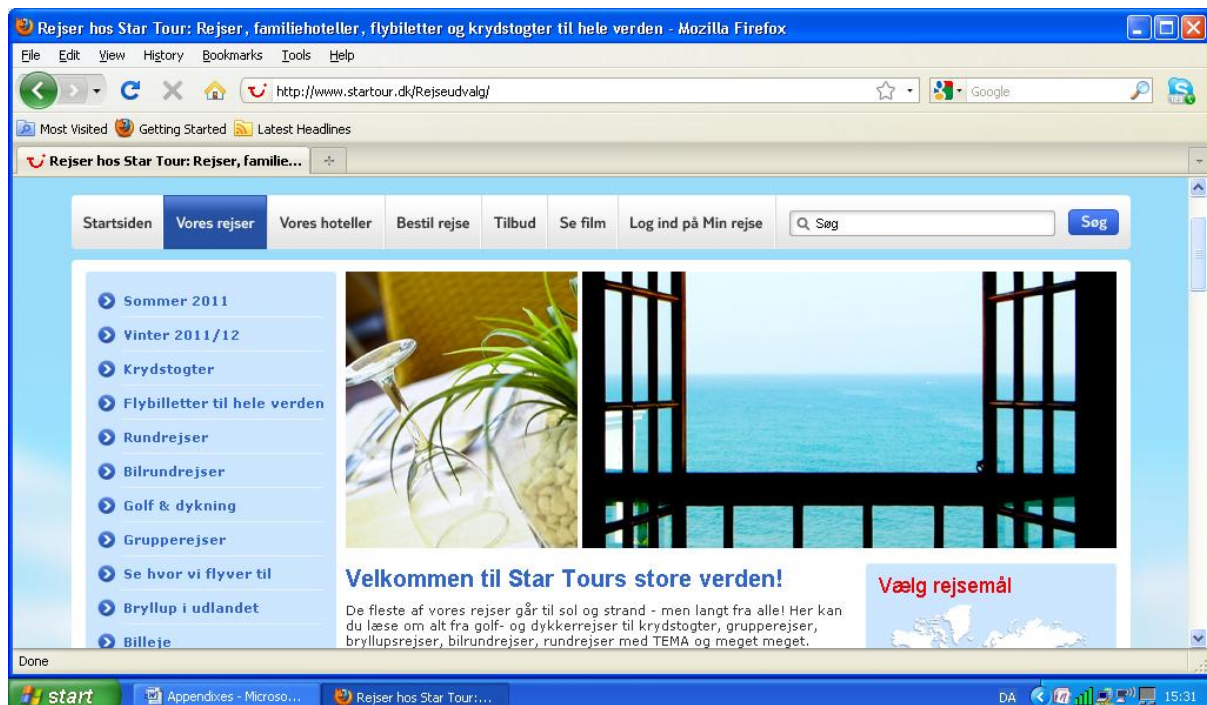 Rejser hos Star Tour: Rejser, familiehoteller, flybiletter og krydstogter til hele verden - Mozilla Firefox
File Edit View History Bookmarks Tools Help
http://www.startour.dk/Rejseudvalg/
Google
Most Visited Getting Started Latest Headlines
Rejser hos Star Tour: Rejser, familie...
Startsiden Vores rejser Vores hoteller Bestil rejse Tilbud Se film Log ind på Min rejse Søg Søg
Sommer 2011
Vinter 2011/12
Krydstogter
Flybilletter til hele verden
Rundrejser
Bilrundrejser
Golf & dykning
Grupperejser
Se hvor vi flyver til
Bryllup i udlandet
Billeje
Velkommen til Star Tours store verden!
De fleste af vores rejser går til sol og strand - men langt fra alle! Her kan
du læse om alt fra golf- og dykkerrejser til krydstogter, grupperejser,
bryllupsrejser, bilrundrejser, rundrejser med TEMA og meget meget.
Vælg rejsemål
Done
start Appendixes - Microso... Rejser hos Star Tour:... DA 15:31